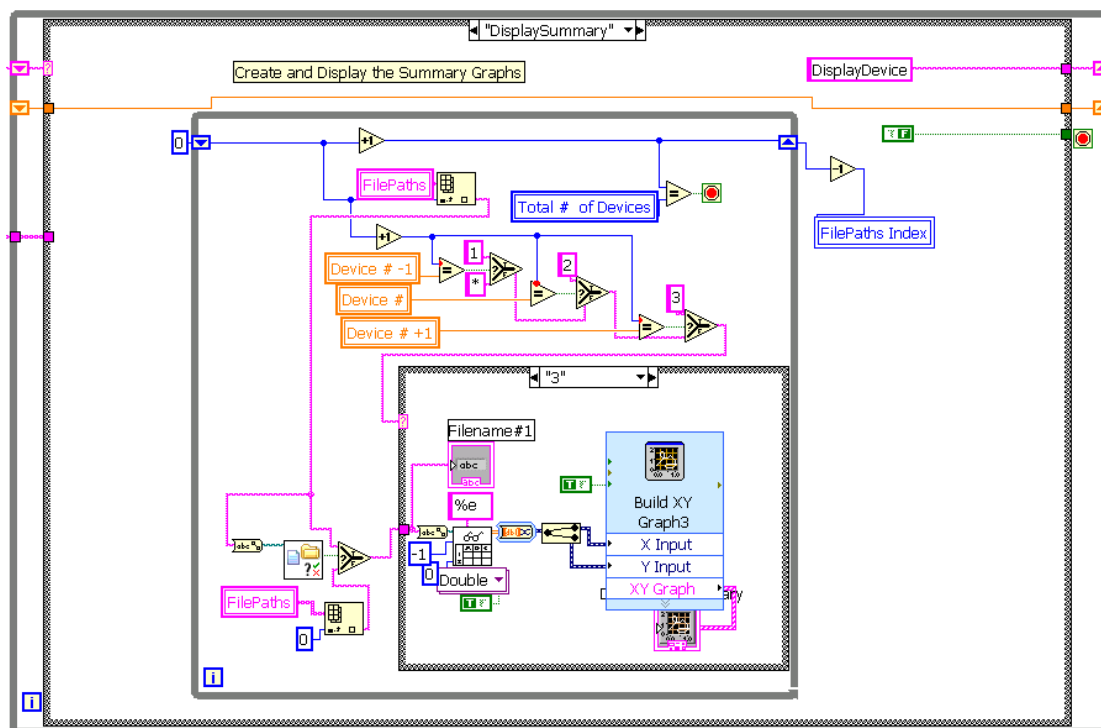 "DisplaySummary"
Create and Display the Summary Graphs
DisplayDevice
0
+1
F
-1
FilePaths
Total # of Devices
=
FilePaths Index
+1
1
2
3
Device # -1
=
*
Device #
=
Device # +1
=
"3"
Filename#1
abc
abc
%e
T
Build XY
Graph3
X Input
Y Input
XY Graph
-1
0
Double
T
FilePaths
0
i
i